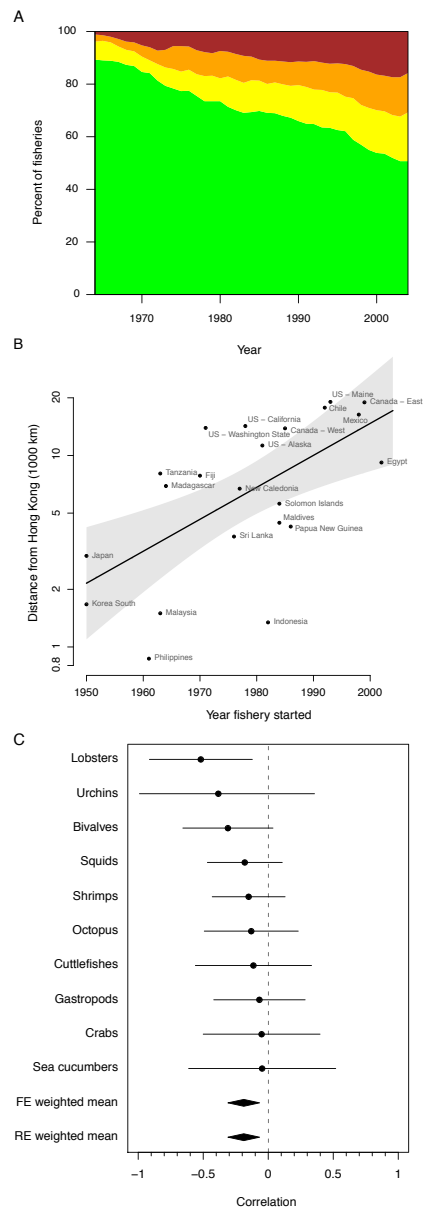 A
100
80
60
40
20
0
Percent of fisheries
1970
1980
1990
2000
Year
B
20
10
5
2
1
0.8
Distance from Hong Kong (1000 km)
US − Maine
Canada − East
Chile
Mexico
US − California
US − Washington State
Canada − West
US − Alaska
Egypt
Tanzania
Fiji
Madagascar
New Caledonia
Solomon Islands
Maldives
Papua New Guinea
Sri Lanka
Japan
Korea South
Malaysia
Indonesia
Philippines
1950
1960
1970
1980
1990
2000
Year fishery started
C
Lobsters
Urchins
Bivalves
Squids
Shrimps
Octopus
Cuttlefishes
Gastropods
Crabs
Sea cucumbers
FE weighted mean
RE weighted mean
−1
−0.5
0
0.5
1
Correlation